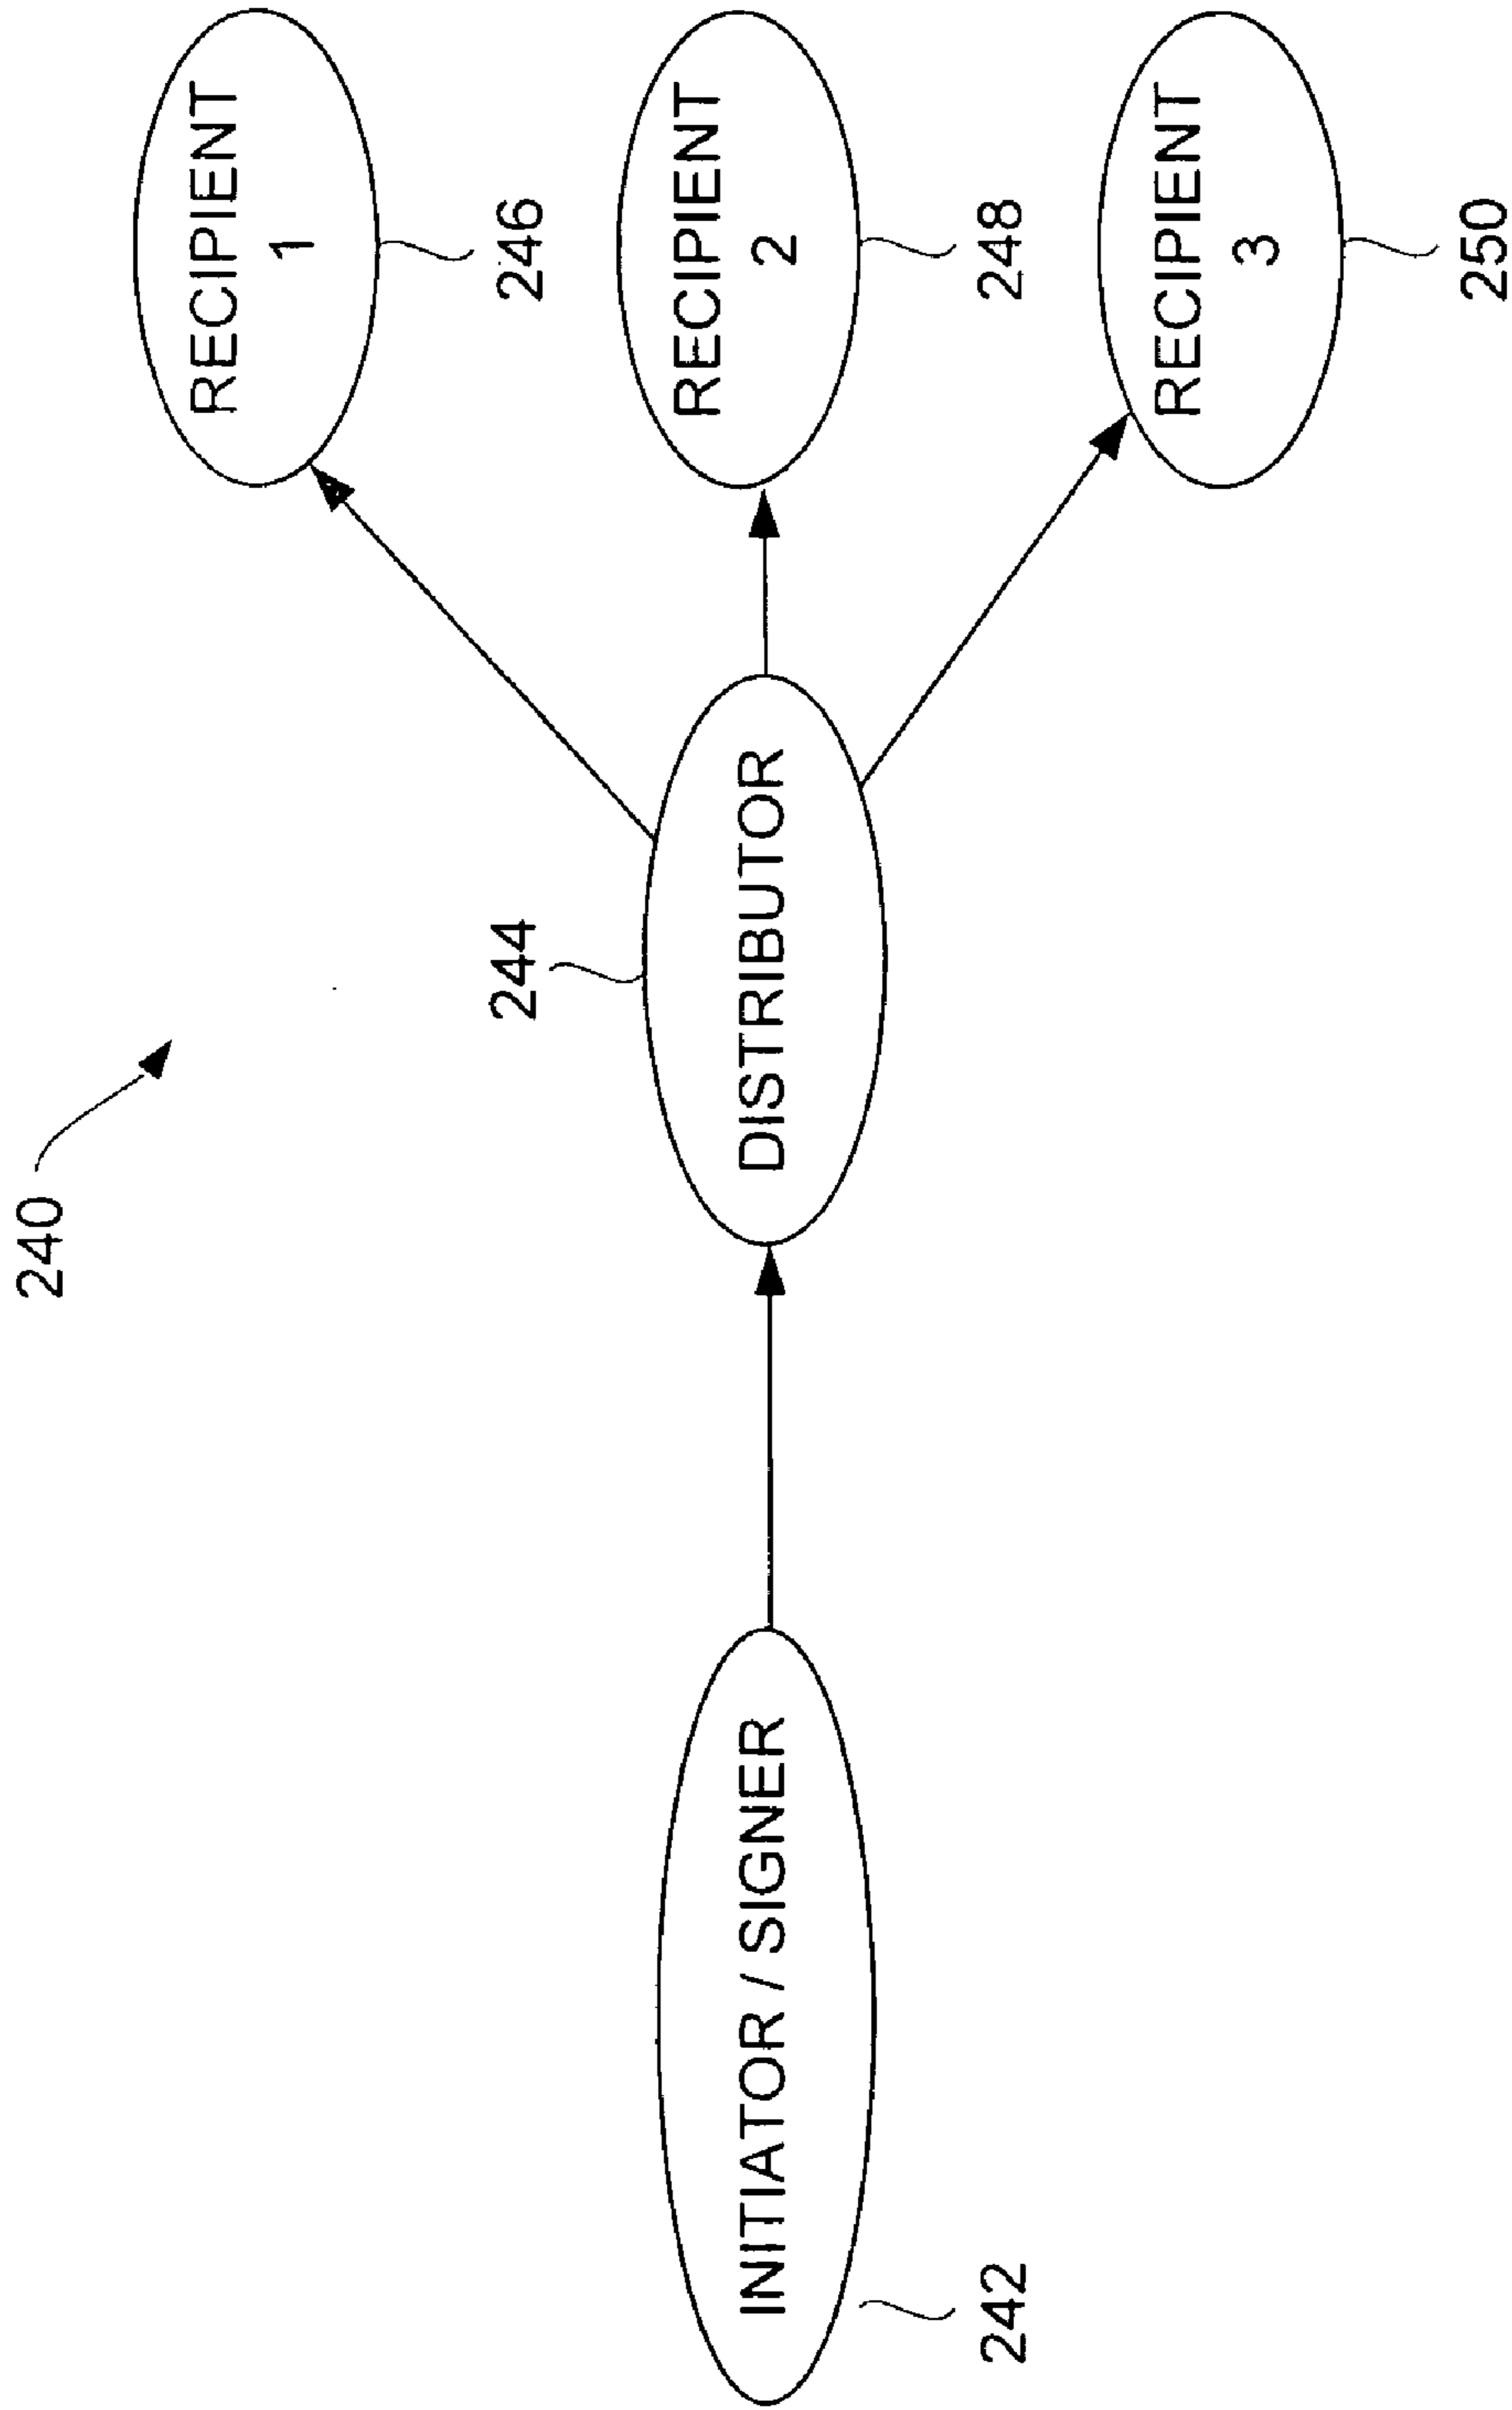 240
INITIATOR / SIGNER
242
DISTRIBUTOR
244
RECIPIENT
1
246
RECIPIENT
2
248
RECIPIENT
3
250